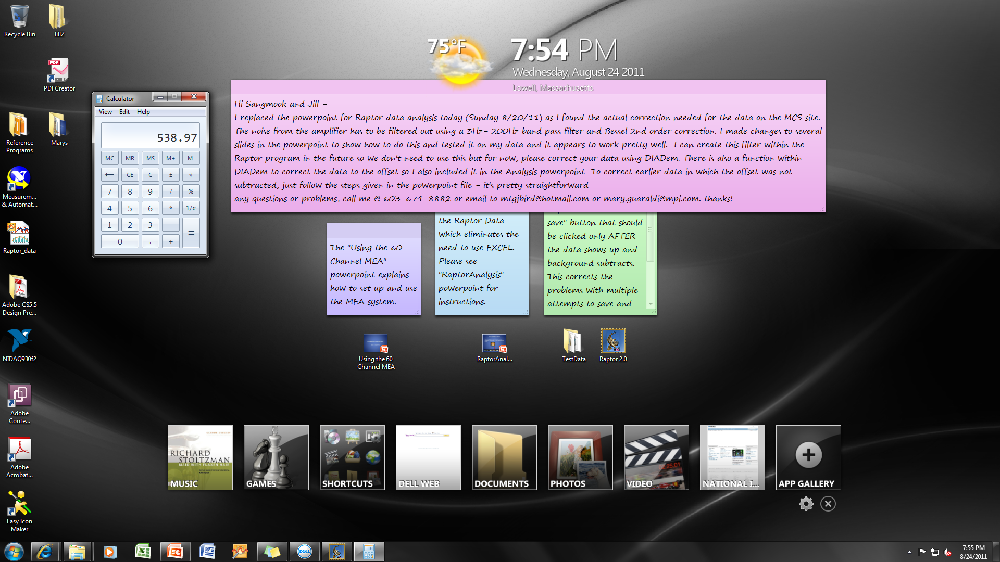 Recycle Bin
JillZ
PDF
PDFCreator
Reference
Programs
Marys
Measurem...
& Automat...
Raptor_data
Adobe CS5.5
Design Pre...
NIDAQ930f2
Adobe
Conte...
Adobe
Acrobat...
Easy Icon
Maker
Calculator
View Edit Help
538.97
MC MR MS M+ M-
← CE C ± √
7 8 9 / %
4 5 6 * 1/x
1 2 3 - =
0 . +
75°F
7:54 PM
Wednesday, August 24 2011
Lowell, Massachusetts
Hi Sangmook and Jill -
I replaced the powerpoint for Raptor data analysis today (Sunday 8/20/11) as I found the actual correction needed for the data on the MCS site.
The noise from the amplifier has to be filtered out using a 3Hz- 200Hz band pass filter and Bessel 2nd order correction. I made changes to several
slides in the powerpoint to show how to do this and tested it on my data and it appears to work pretty well. I can create this filter within the
Raptor program in the future so we don't need to use this but for now, please correct your data using DIADem. There is also a function within
DIADem to correct the data to the offset so I also included it in the Analysis powerpoint To correct earlier data in which the offset was not
subtracted, just follow the steps given in the powerpoint file - it's pretty straightforward
any questions or problems, call me @ 603-674-8882 or email to mtgjbird@hotmail.com or mary.guaraldi@mpi.com. thanks!
The "Using the 60
Channel MEA"
powerpoint explains
how to set up and use
the MEA system.
the Raptor Data
which eliminates the
need to use EXCEL.
Please see
"RaptorAnalysis"
powerpoint for
instructions.
save" button that should
be clicked only AFTER
the data shows up and
background subtracts.
This corrects the
problems with multiple
attempts to save and
Using the 60
Channel MEA
RaptorAnal...
TestData
Raptor 2.0
CLAUDE DEBUSSY
RICHARD
STOLTZMAN
MAID WITH FLAXEN HAIR
MUSIC
GAMES
SHORTCUTS
DELL WEB
DOCUMENTS
PHOTOS
VIDEO
NATIONAL I...
APP GALLERY
DELL
7:55 PM
8/24/2011